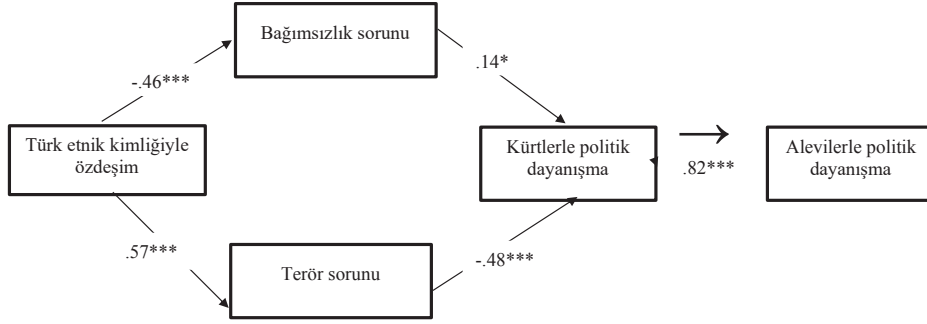 Bağımsızlık sorunu
-.46***
.14*
Türk etnik kimliğiyle
özdeşim
Kürtlerle politik
dayanışma
.82***
Alevilerle politik
dayanışma
.57***
Terör sorunu
-.48***